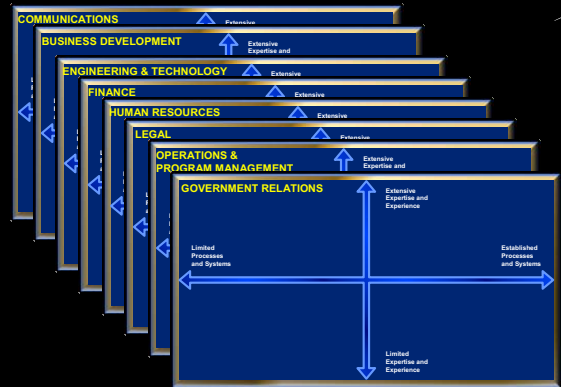 COMMUNICATIONS
Extensive
BUSINESS DEVELOPMENT
Extensive
Expertise and
ENGINEERING & TECHNOLOGY
Extensive
FINANCE
Extensive
HUMAN RESOURCES
Extensive
LEGAL
Extensive
OPERATIONS &
PROGRAM MANAGEMENT
Extensive
Expertise and
GOVERNMENT RELATIONS
Extensive
Expertise and
Experience
Limited
Processes
and Systems
Established
Processes
and Systems
Limited
Expertise and
Experience